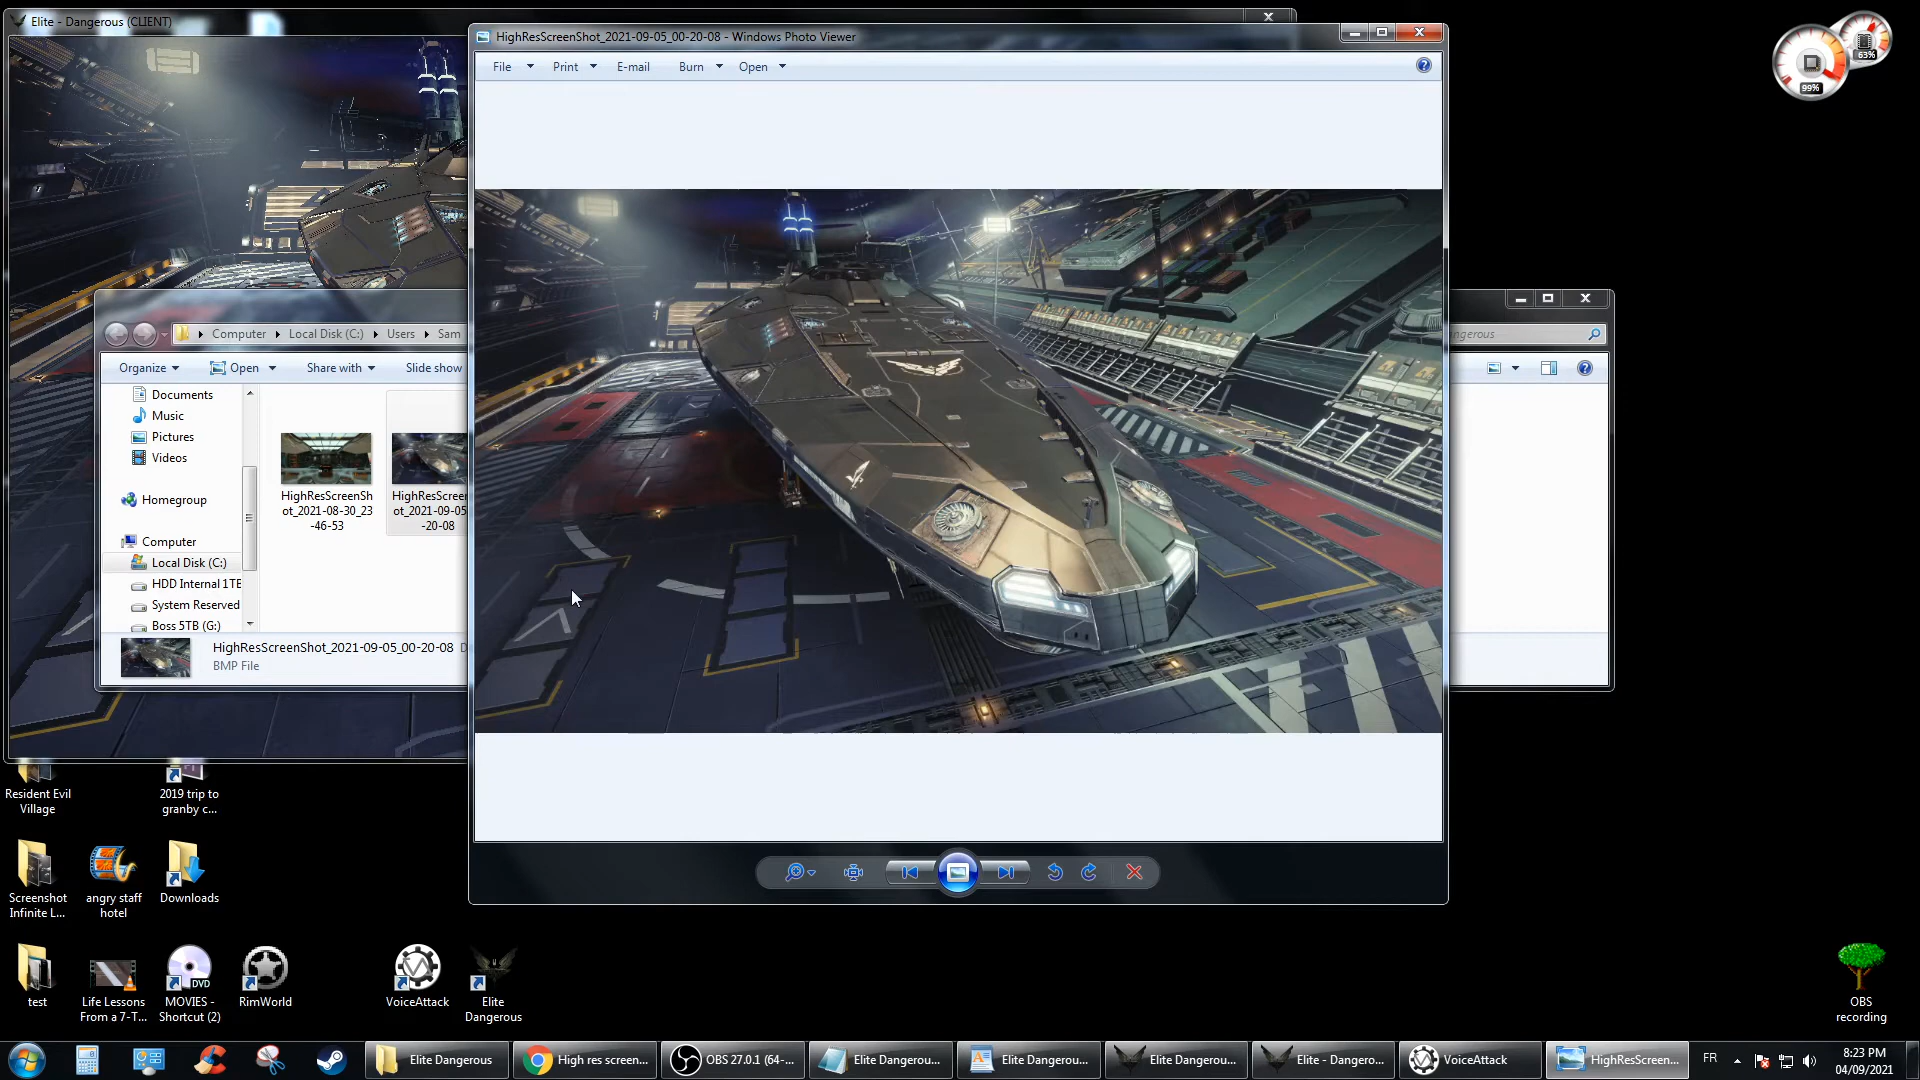 Elite - Dangerous (CLIENT)
HighResScreenShot_2021-09-05_00-20-08 - Windows Photo Viewer
File
Print
E-mail
Burn
Open
63%
99%
Computer
Local Disk (C:)
Users
Sam
Organize
Open
Share with
Slide show
Documents
Music
Pictures
Videos
Homegroup
Computer
Local Disk (C:)
HDD Internal 1TE
System Reserved
Boss 5TB (G:)
HighResScreenSh
ot_2021-08-30_23
-46-53
HighResScreen
ot_2021-09-05
-20-08
HighResScreenShot_2021-09-05_00-20-08
BMP File
Resident Evil
Village
2019 trip to
granby c...
Screenshot
Infinite L...
angry staff
hotel
Downloads
test
Life Lessons
From a 7-T...
DVD
MOVIES -
Shortcut (2)
RimWorld
VoiceAttack
Elite
Dangerous
OBS
recording
Elite Dangerous
High res screen...
OBS 27.0.1 (64-...
Elite Dangerou...
Elite Dangerou...
Elite Dangerou...
Elite - Dangero...
VoiceAttack
HighResScreen...
FR
8:23 PM
04/09/2021